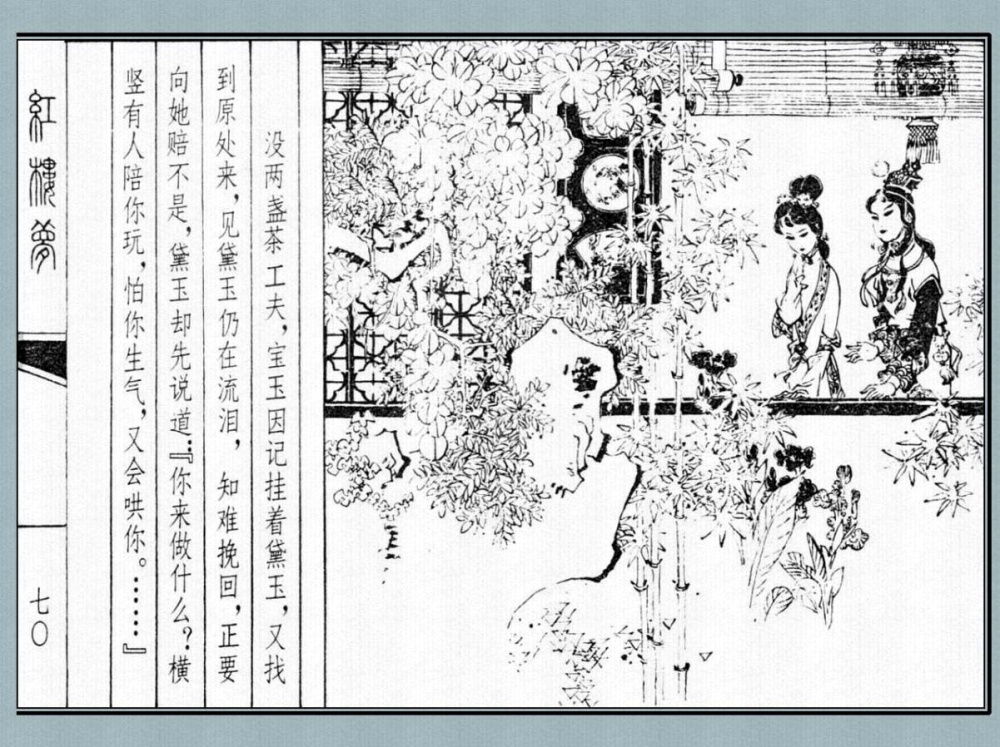 没两盏茶工夫，宝玉因记挂着黛玉，又找
到原处来，见黛玉仍在流泪，知难挽回，正要
向她赔不是，黛玉却先说道：『你来做什么？横
竖有人陪你玩，怕你生气，又会哄你。……』
紅樓夢
七〇